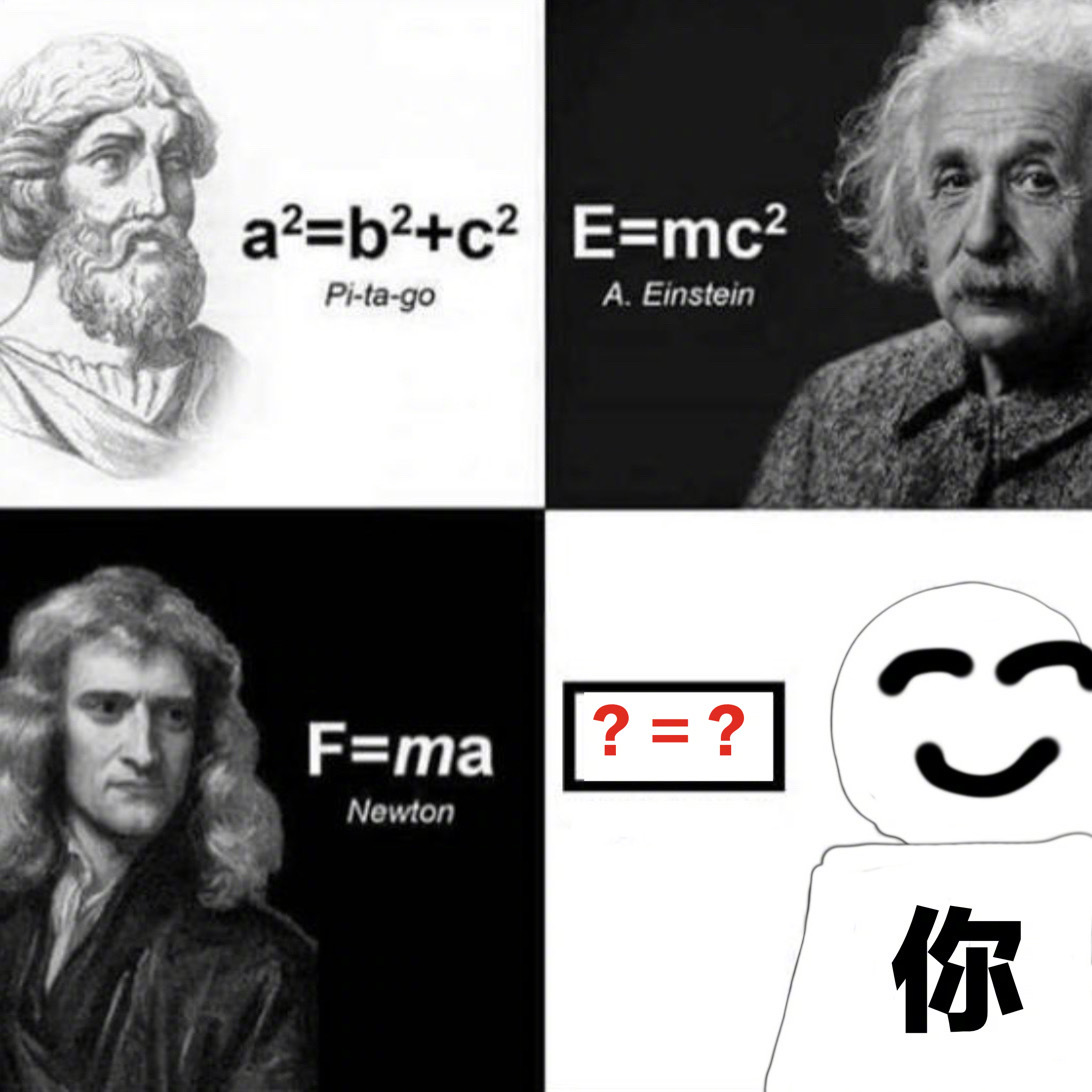 a²=b²+c²
Pi-ta-go
E=mc²
A. Einstein
F=ma
Newton
? = ?
你